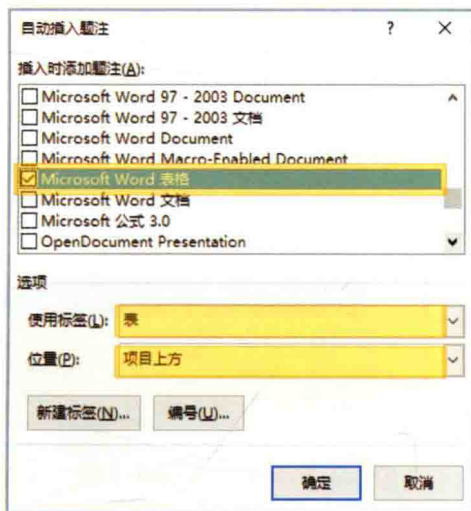 自动插入题注 ? ×
插入时添加题注(A):
Microsoft Word 97 - 2003 Document
Microsoft Word 97 - 2003 文档
Microsoft Word Document
Microsoft Word Macro-Enabled Document
Microsoft Word 表格
Microsoft Word 文档
Microsoft 公式 3.0
OpenDocument Presentation
选项
使用标签(L): 表
位置(P): 项目上方
新建标签(N)... 编号(U)...
确定 取消